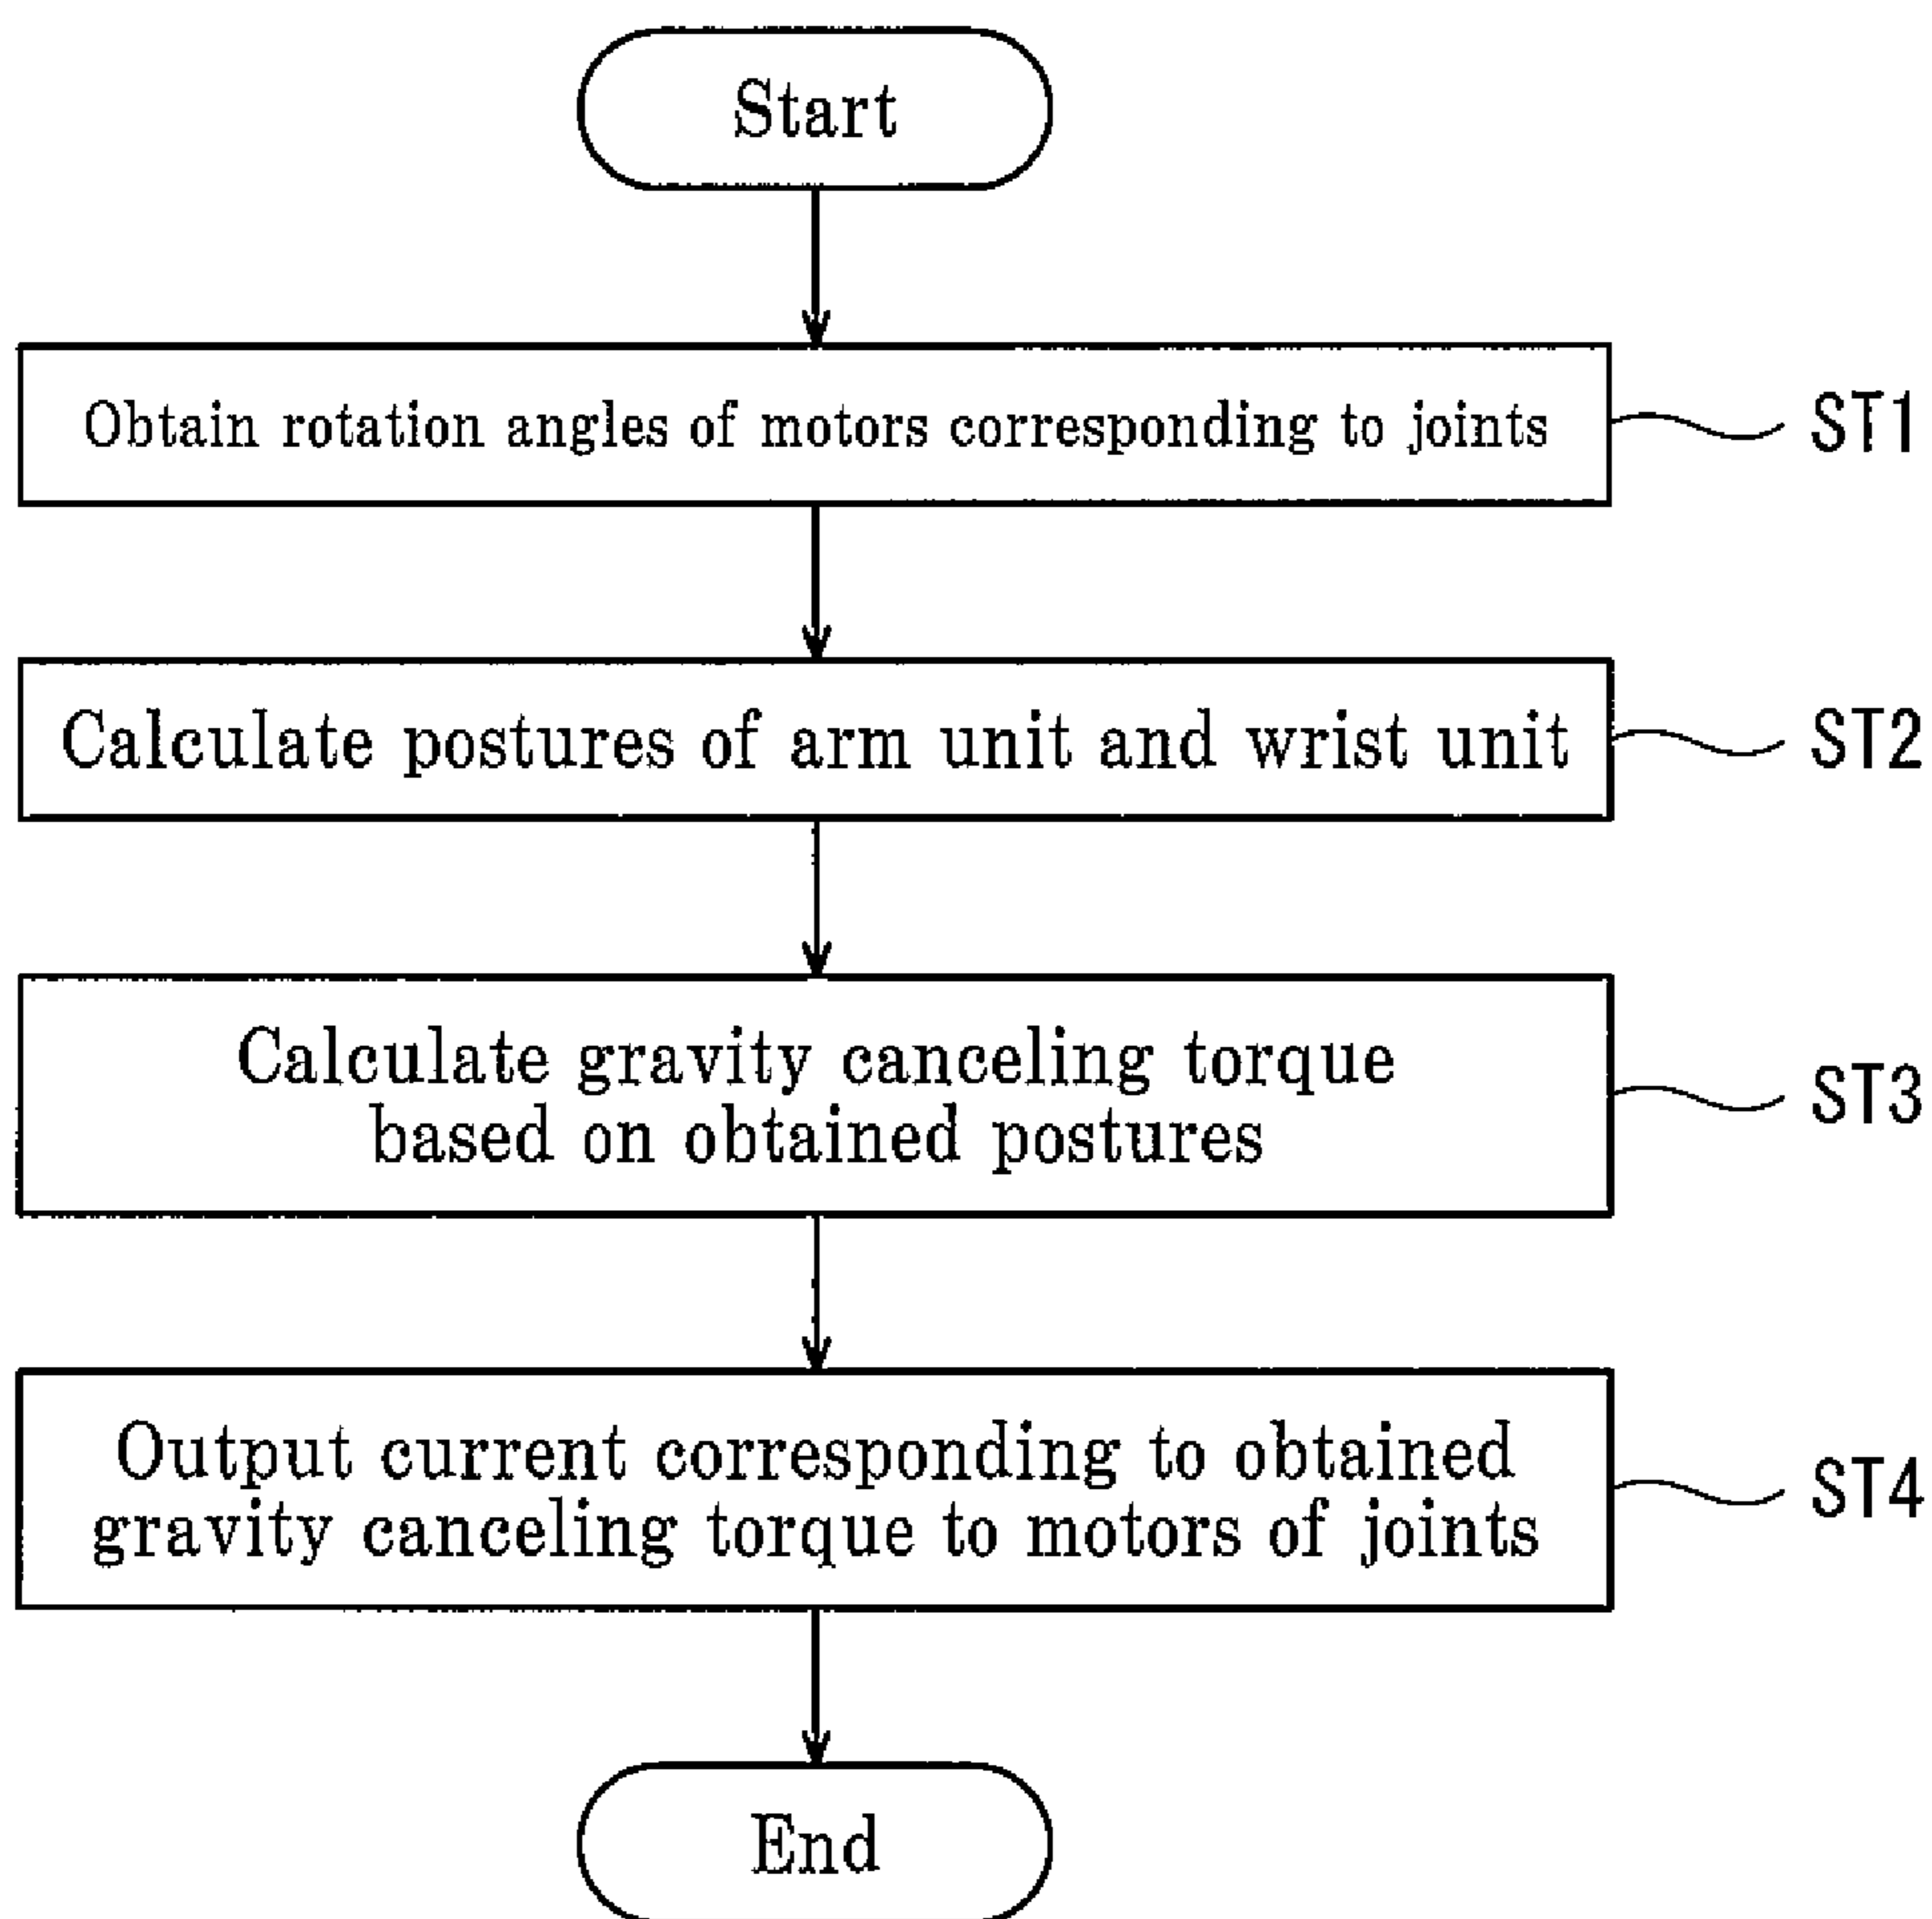 Start
Obtain rotation angles of motors corresponding to joints
ST1
Calculate postures of arm unit and wrist unit
ST2
Calculate gravity canceling torque
based on obtained postures
ST3
Output current corresponding to obtained
gravity canceling torque to motors of joints
ST4
End